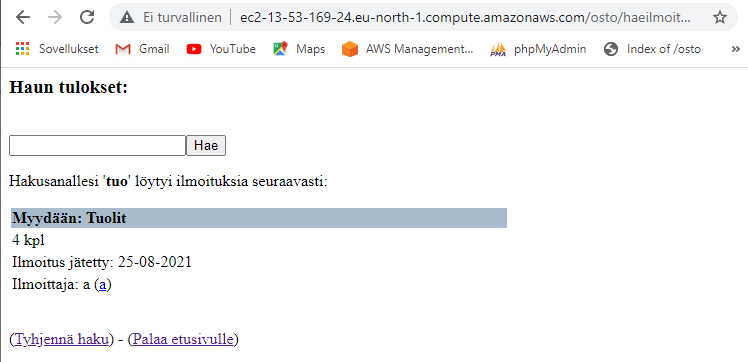 Ei turvallinen | ec2-13-53-169-24.eu-north-1.compute.amazonaws.com/osto/haeilmoit...
Sovellukset Gmail YouTube Maps AWS Management... phpMyAdmin Index of /osto »
Haun tulokset:
Hae
Hakusanallesi 'tuo' löytyi ilmoituksia seuraavasti:
Myydään: Tuolit
4 kpl
Ilmoitus jätetty: 25-08-2021
Ilmoittaja: a (a)
(Tyhjennä haku) - (Palaa etusivulle)